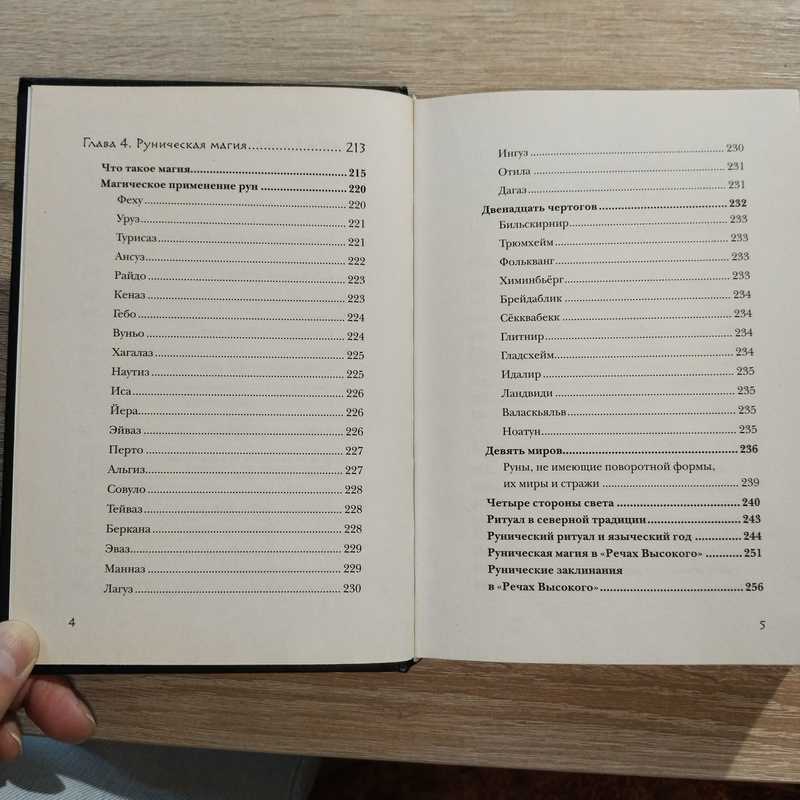 Глава 4. Руническая магия........................ 213
Что такое магия.................................................. 215
Магическое применение рун ........................... 220
Феху.............................................................. 220
Уруз............................................................... 221
Турисаз.......................................................... 221
Ансуз............................................................. 222
Райдо ............................................................ 223
Кеназ............................................................. 223
Гебо .............................................................. 224
Вуньо ............................................................ 224
Хагалаз.......................................................... 225
Наутиз........................................................... 225
Иса................................................................. 226
Йера............................................................... 226
Эйваз ............................................................. 226
Перто ............................................................ 227
Альгиз........................................................... 227
Совуло ........................................................... 228
Тейваз ............................................................ 228
Беркана ......................................................... 228
Эваз................................................................ 229
Манназ .......................................................... 229
Лагуз .............................................................. 230
4
Ингуз ............................................................. 230
Отила ............................................................. 231
Дагаз .............................................................. 231
Двенадцать чертогов ........................................ 232
Бильскирнир.................................................. 233
Трюмхейм ...................................................... 233
Фолькванг ...................................................... 233
Химинбьёрг.................................................... 233
Брейдаблик .................................................... 234
Сёкквабекк ..................................................... 234
Глитнир........................................................... 234
Гладсхейм....................................................... 234
Идалир ............................................................ 235
Ландвиди ........................................................ 235
Валаскьяльв .................................................... 235
Ноатун............................................................. 235
Девять миров...................................................... 236
Руны, не имеющие поворотной формы,
их миры и стражи ......................................... 239
Четыре стороны света ....................................... 240
Ритуал в северной традиции............................ 243
Рунический ритуал и языческий год ............ 244
Руническая магия в «Речах Высокого» ......... 251
Рунические заклинания
в «Речах Высокого»............................................ 256
5